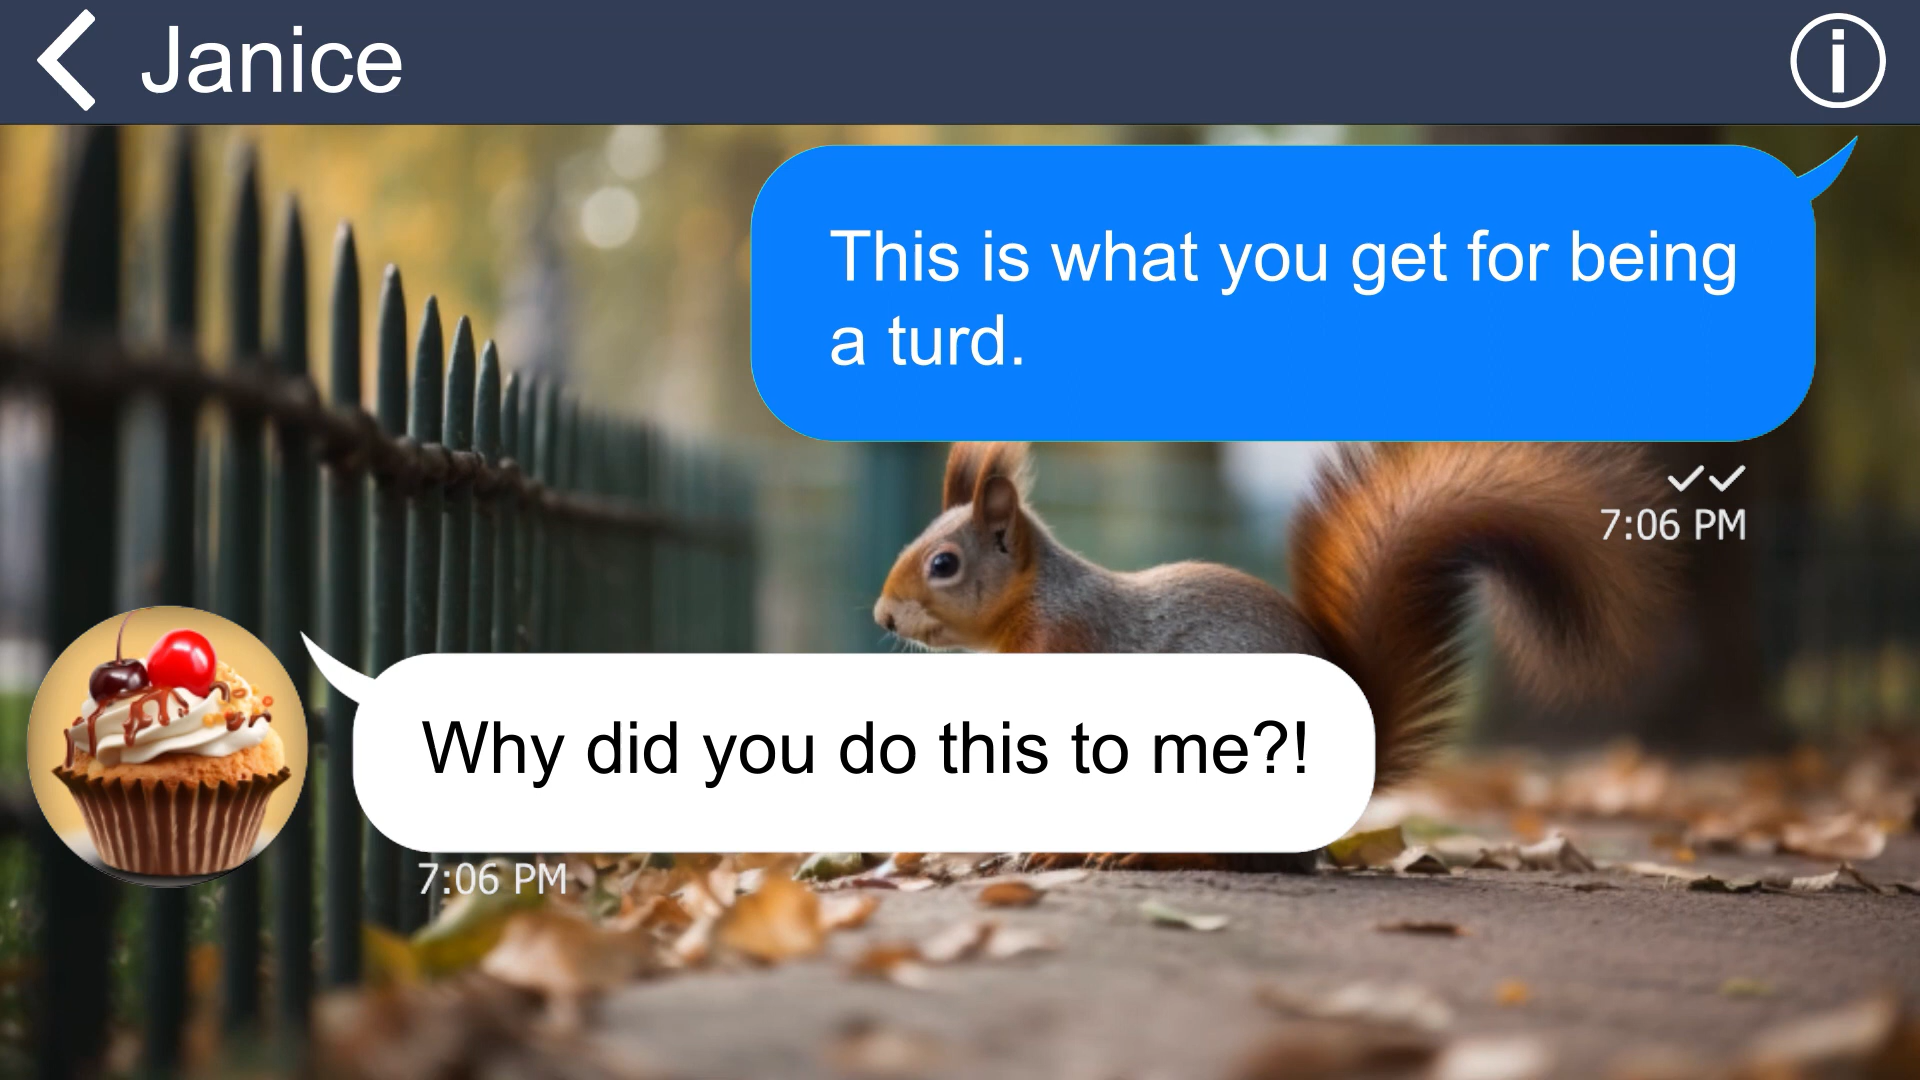 Janice
This is what you get for being
a turd.
7:06 PM
Why did you do this to me?!
7:06 PM